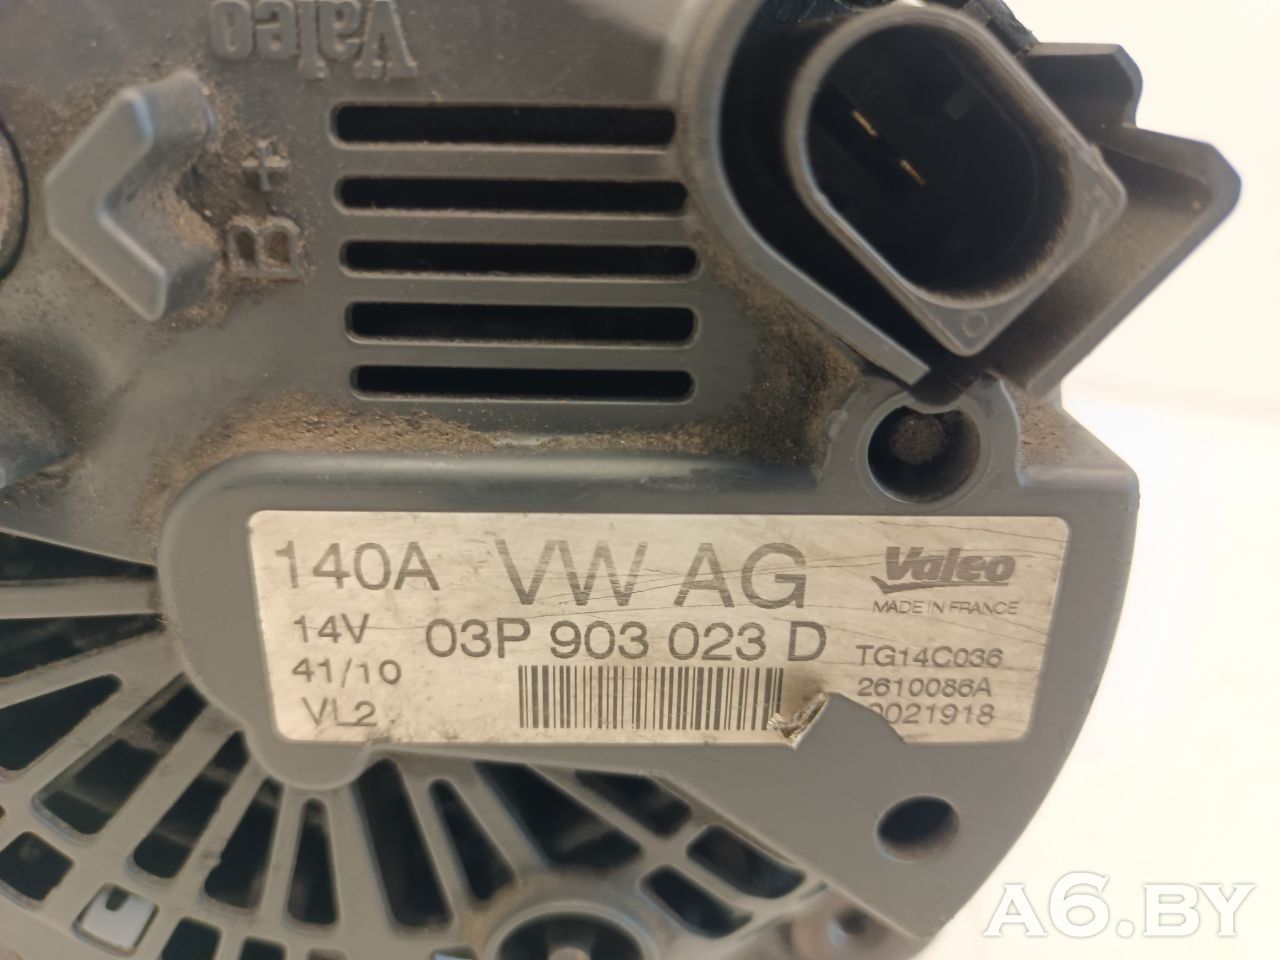 Valeo
B+
140A
VW AG
Valeo
MADE IN FRANCE
14V
03P 903 023 D
TG14C036
41/10
2610086A
VL2
0021918
A6.BY